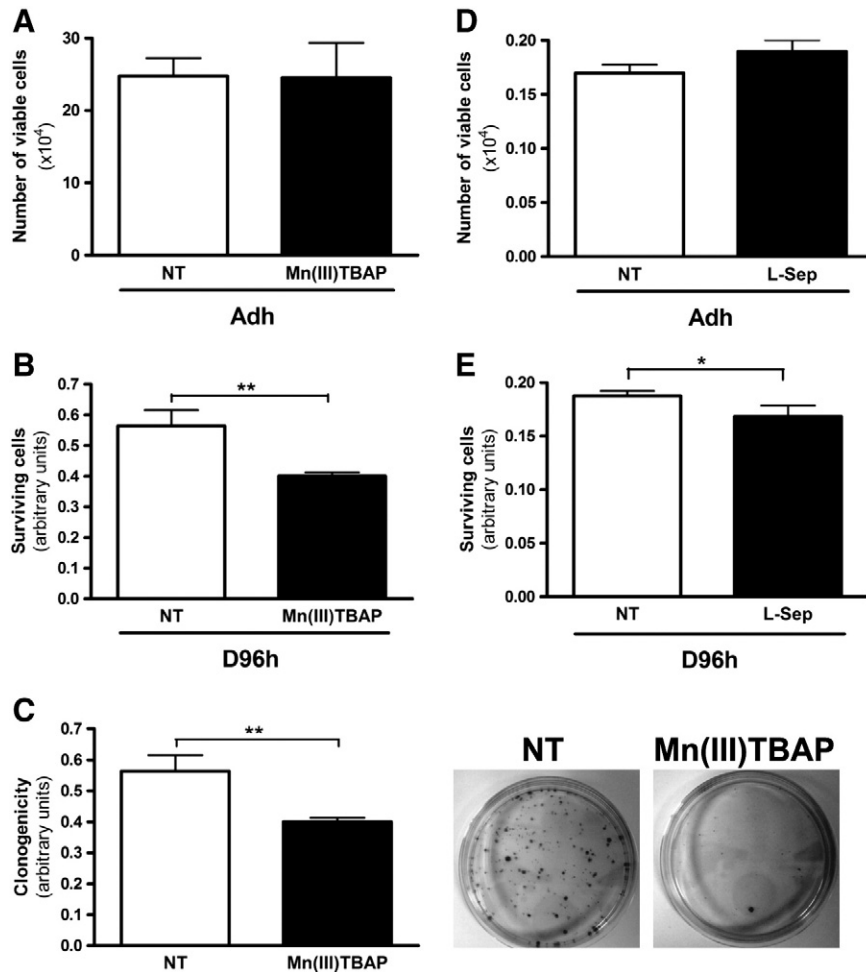 A
Number of viable cells
(x10⁴)
30
20
10
0
NT
Mn(III)TBAP
Adh
D
Number of viable cells
(x10⁴)
0.20
0.15
0.10
0.05
0.00
NT
L-Sep
Adh
B
Surviving cells
(arbitrary units)
0.7
0.6
0.5
0.4
0.3
0.2
0.1
0.0
**
NT
Mn(III)TBAP
D96h
E
Surviving cells
(arbitrary units)
0.20
0.15
0.10
0.05
0.00
*
NT
L-Sep
D96h
C
Clonogenicity
(arbitrary units)
0.7
0.6
0.5
0.4
0.3
0.2
0.1
0.0
**
NT
Mn(III)TBAP
NT
Mn(III)TBAP